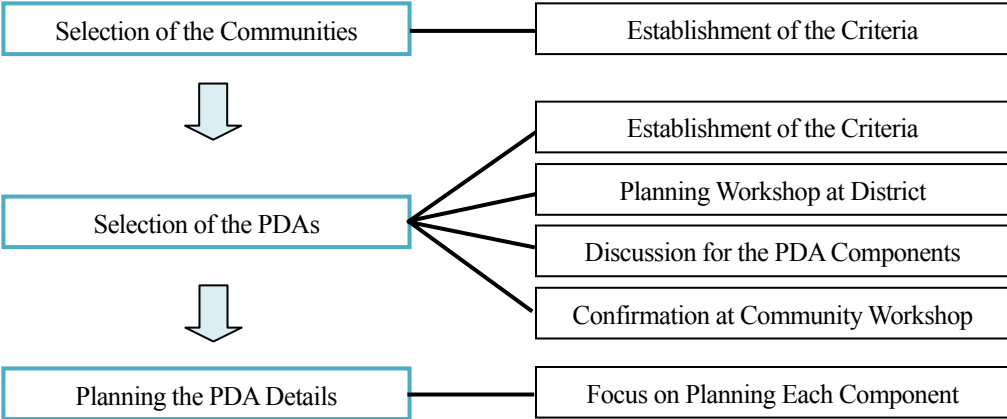 Selection of the Communities
Establishment of the Criteria
Establishment of the Criteria
Planning Workshop at District
Selection of the PDAs
Discussion for the PDA Components
Confirmation at Community Workshop
Planning the PDA Details
Focus on Planning Each Component